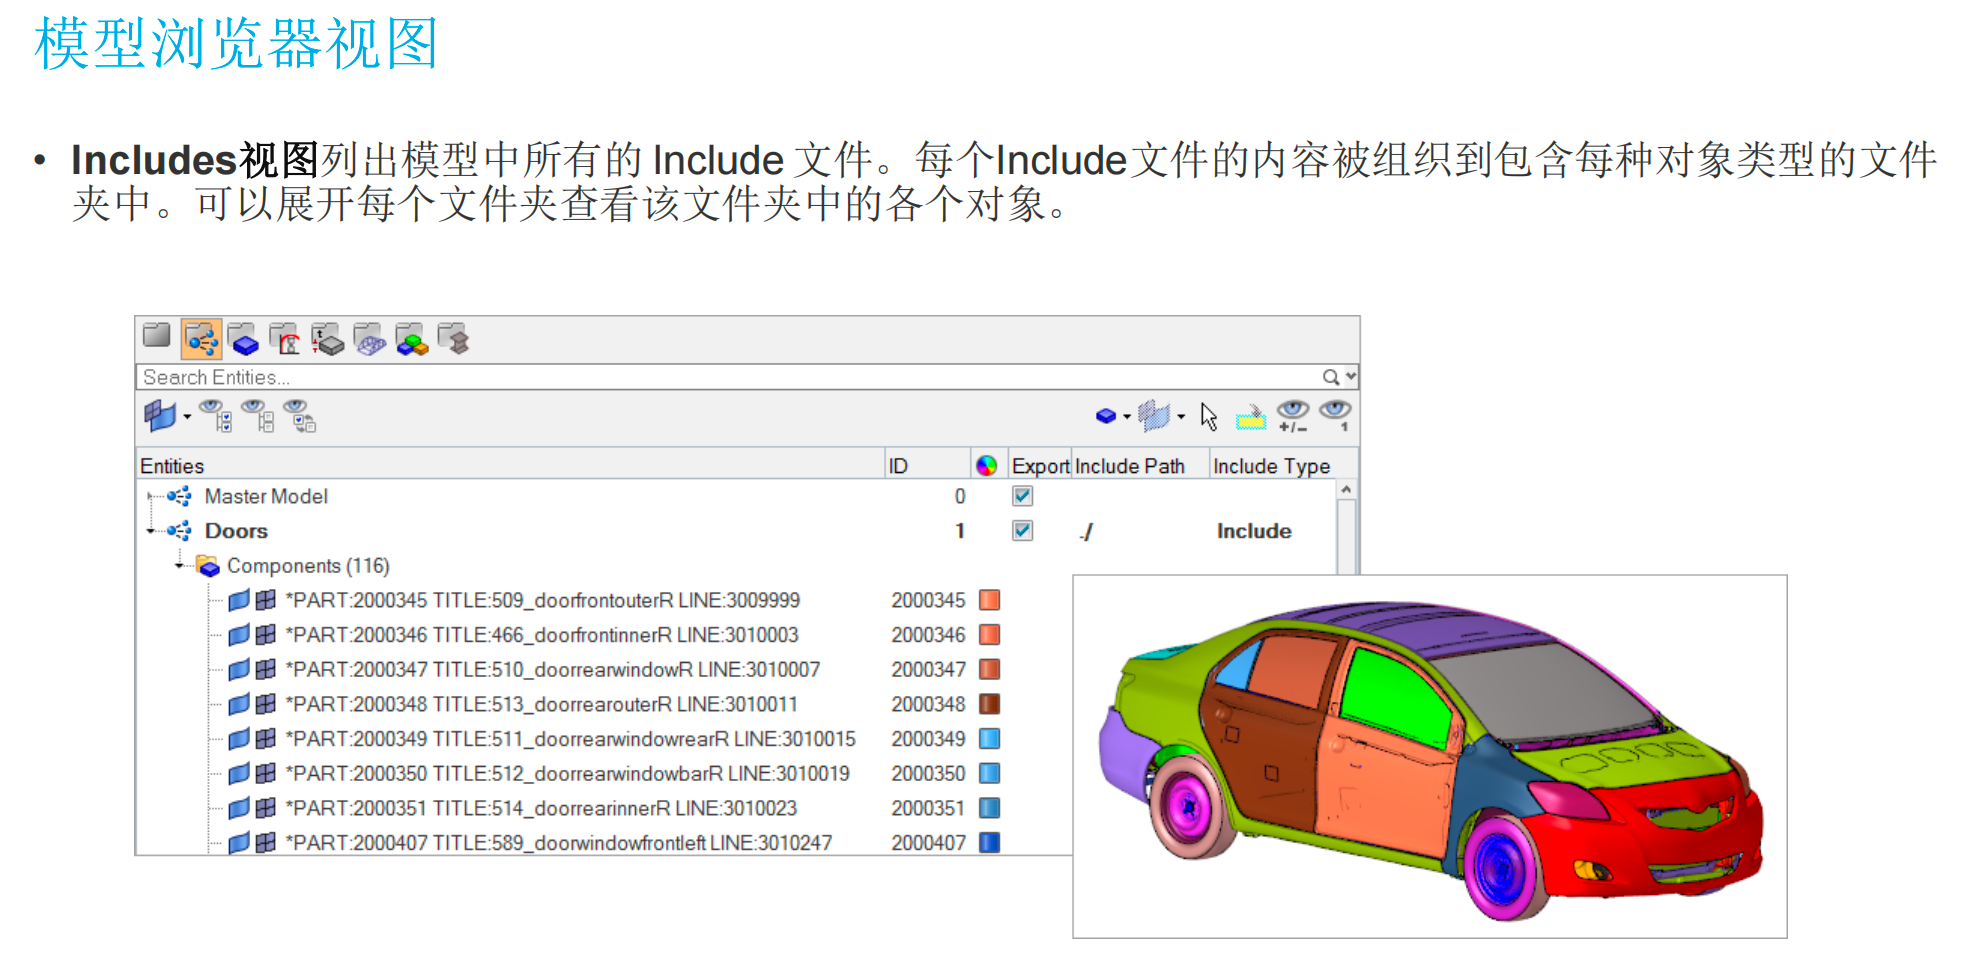 模型浏览器视图
• Includes视图列出模型中所有的 Include 文件。每个Include文件的内容被组织到包含每种对象类型的文件
夹中。可以展开每个文件夹查看该文件夹中的各个对象。
Search Entities...
+/- 1
Entities ID Export Include Path Include Type
Master Model 0
Doors 1 ./ Include
Components (116)
*PART:2000345 TITLE:509_doorfrontouterR LINE:3009999 2000345
*PART:2000346 TITLE:466_doorfrontinnerR LINE:3010003 2000346
*PART:2000347 TITLE:510_doorrearwindowR LINE:3010007 2000347
*PART:2000348 TITLE:513_doorrearouterR LINE:3010011 2000348
*PART:2000349 TITLE:511_doorrearwindowrearR LINE:3010015 2000349
*PART:2000350 TITLE:512_doorrearwindowbarR LINE:3010019 2000350
*PART:2000351 TITLE:514_doorrearinnerR LINE:3010023 2000351
*PART:2000407 TITLE:589_doorwindowfrontleft LINE:3010247 2000407